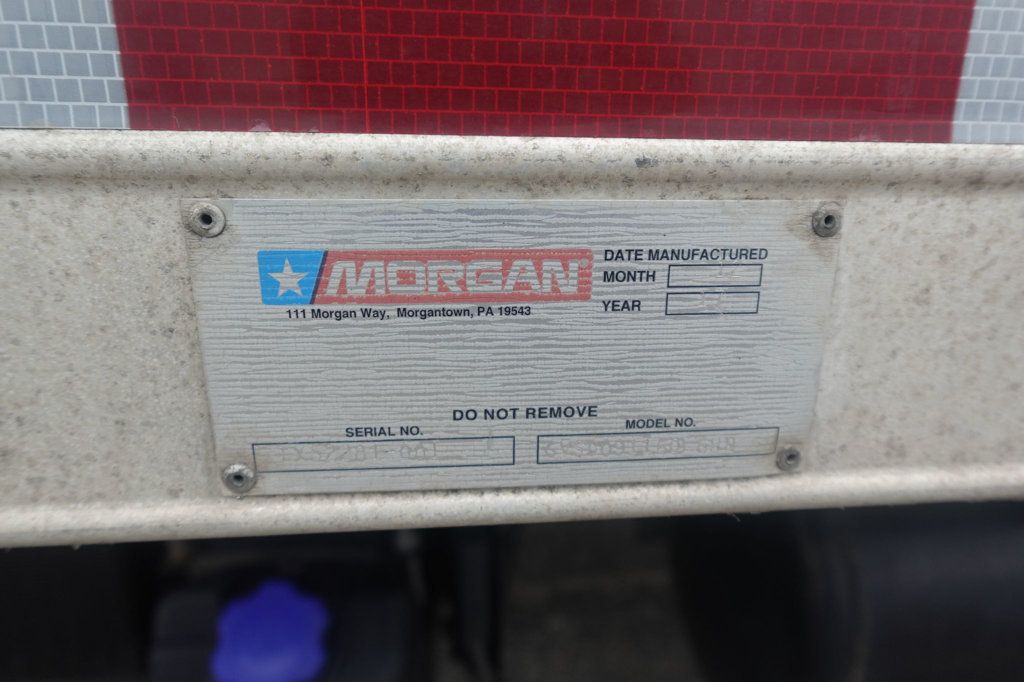 MORGAN
111 Morgan Way, Morgantown, PA 19543
DATE MANUFACTURED
MONTH
YEAR
DO NOT REMOVE
SERIAL NO.
MODEL NO.